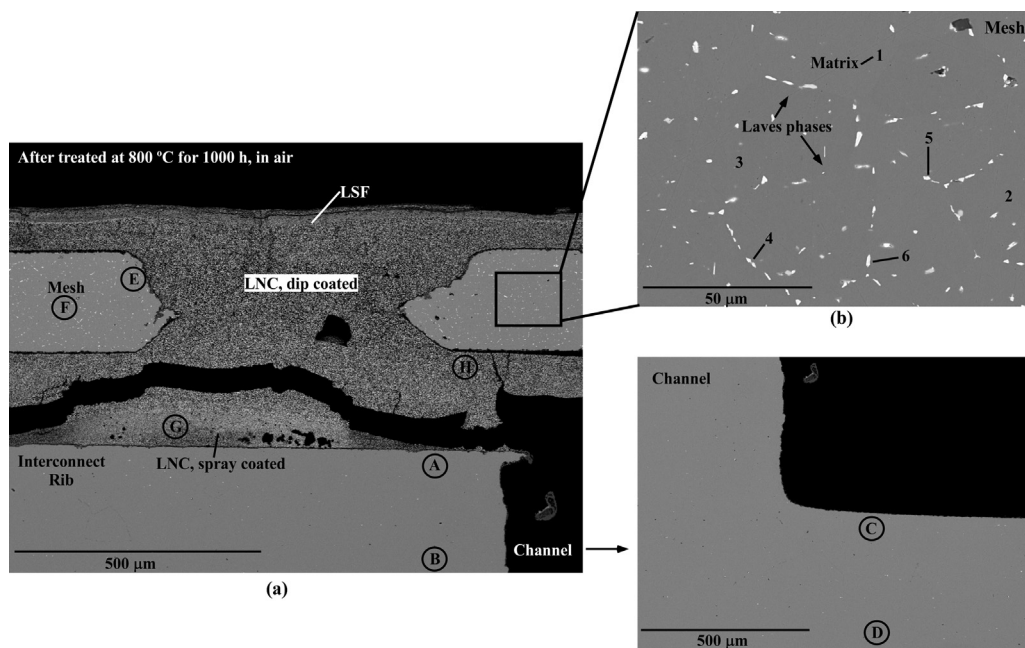 After treated at 800 ºC for 1000 h, in air
LSF
LNC, dip coated
Mesh
E
F
H
G
LNC, spray coated
Interconnect
Rib
A
B
Channel
500 μm
(a)
Mesh
Matrix
1
Laves phases
5
3
2
4
6
50 μm
(b)
Channel
C
D
500 μm